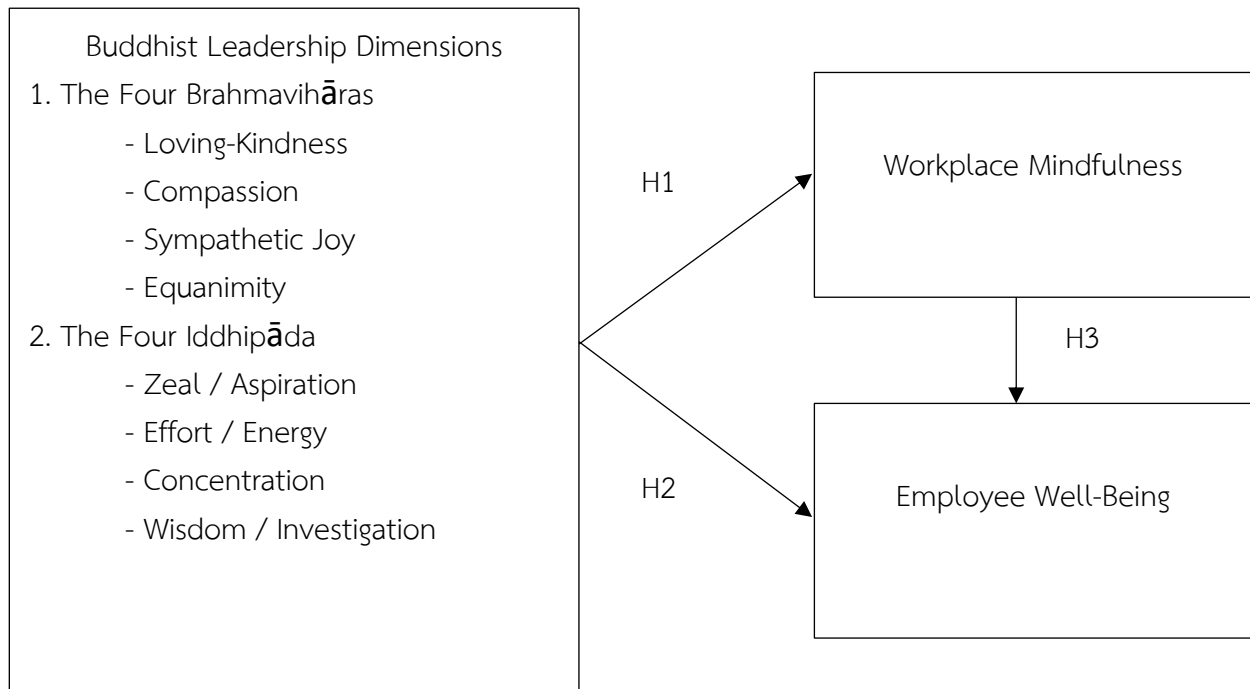 Buddhist Leadership Dimensions
1. The Four Brahmavihāras
- Loving-Kindness
- Compassion
- Sympathetic Joy
- Equanimity
2. The Four Iddhipāda
- Zeal / Aspiration
- Effort / Energy
- Concentration
- Wisdom / Investigation
H1
H2
Workplace Mindfulness
H3
Employee Well-Being